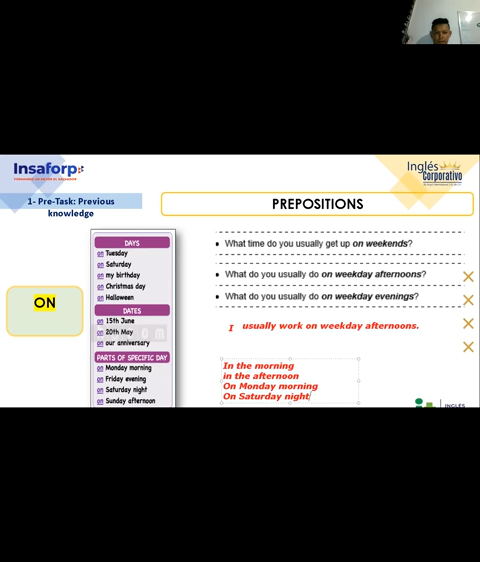 Insaforp
Inglés
Corporativo
1- Pre-Task: Previous
knowledge
PREPOSITIONS
ON
DAYS
on Tuesday
on Saturday
on my birthday
on Christmas day
on Halloween
DATES
on 15th June
on 20th May
on our anniversary
PARTS OF SPECIFIC DAY
on Monday morning
on Friday evening
on Saturday night
on Sunday afternoon
• What time do you usually get up on weekends?
• What do you usually do on weekday afternoons?
• What do you usually do on weekday evenings?
I usually work on weekday afternoons.
In the morning
in the afternoon
On Monday morning
On Saturday night
INGLÉS